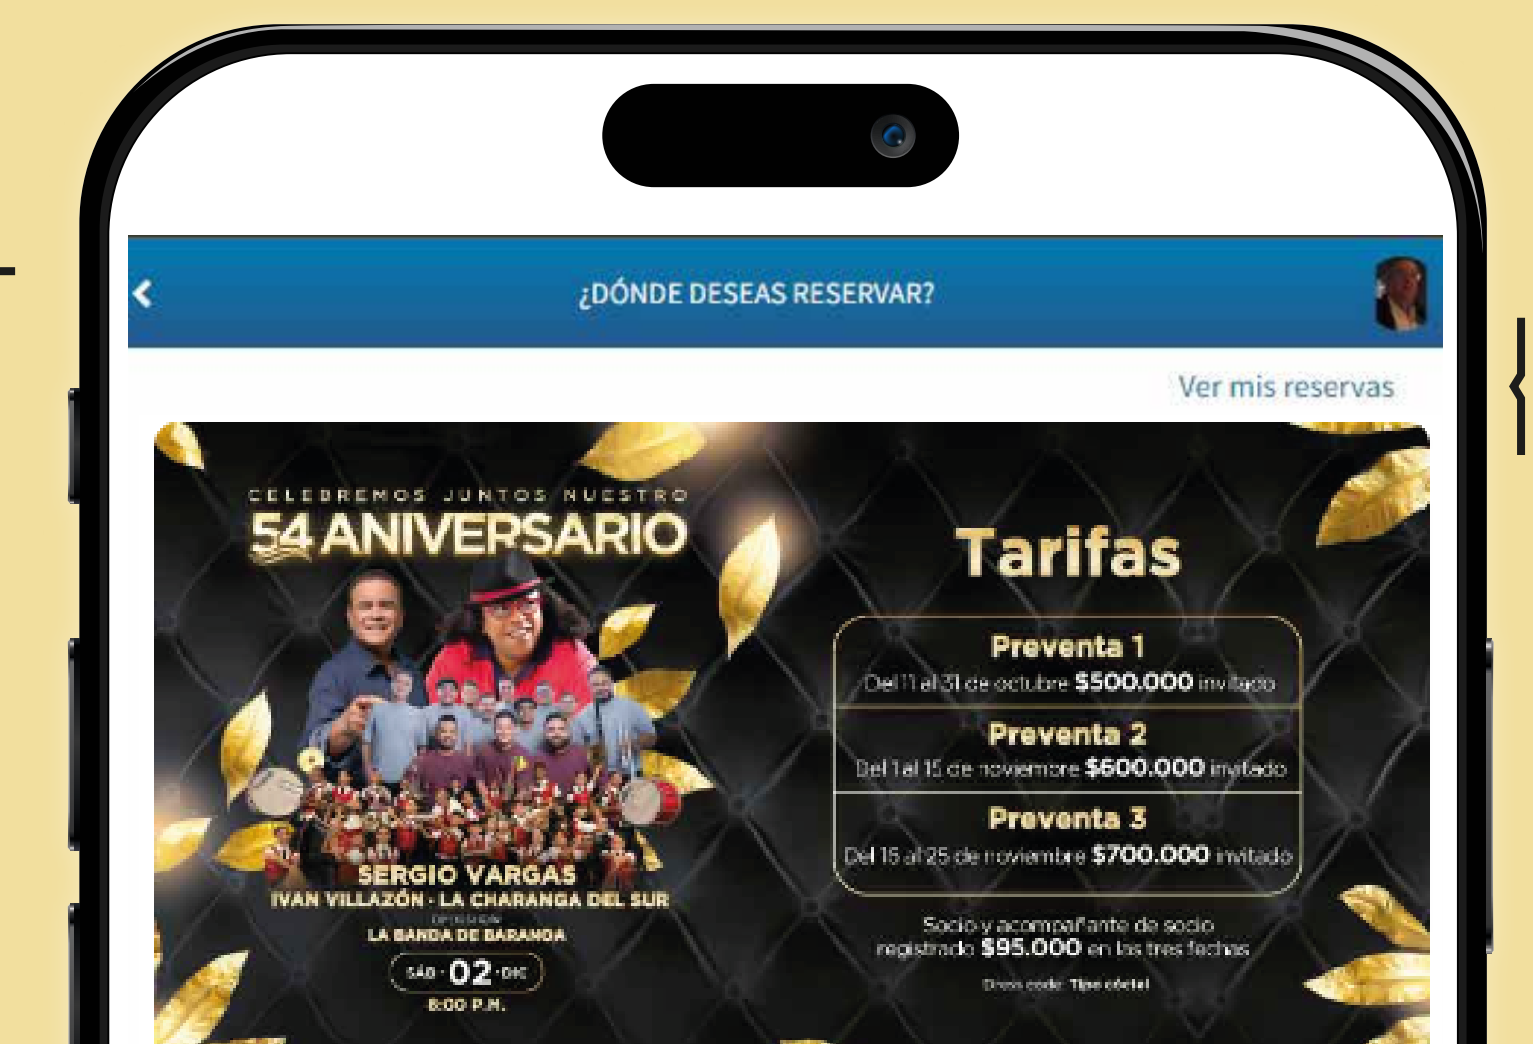 ¿DÓNDE DESEAS RESERVAR?
Ver mis reservas
CELEBREMOS JUNTOS NUESTRO
54 ANIVERSARIO
SERGIO VARGAS
IVAN VILLAZÓN · LA CHARANGA DEL SUR
LA BANDA DE BARANOA
SÁB · 02 · DIC
8:00 P.M.
Tarifas
Preventa 1
Del 11 al 31 de octubre $500.000 invitado
Preventa 2
Del 1 al 15 de noviembre $600.000 invitado
Preventa 3
Del 16 al 25 de noviembre $700.000 invitado
Socio y acompañante de socio
registrado $95.000 en las tres fechas
Dress code: Tipo cóctel